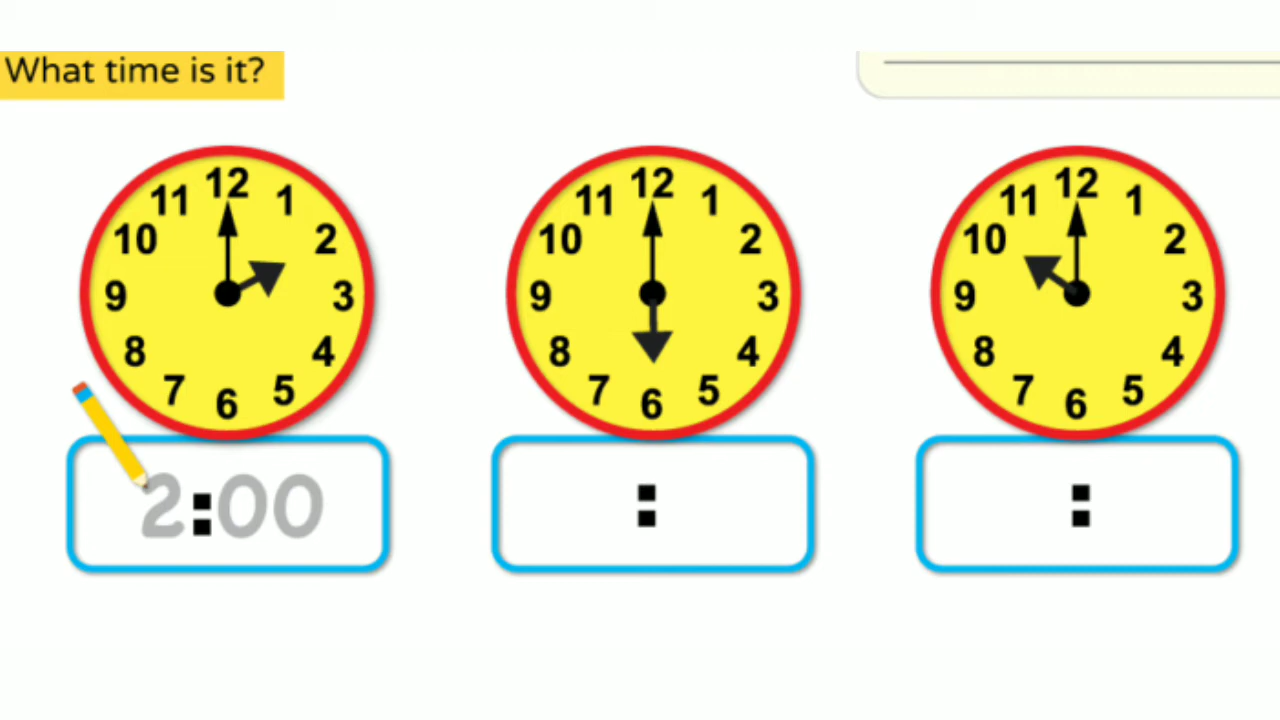 What time is it?
12 12 12
11 1 11 1 11 1
10 2 10 2 10 2
9 3 9 3 9 3
8 4 8 4 8 4
7 5 7 5 7 5
6 6 6
2:00 : :